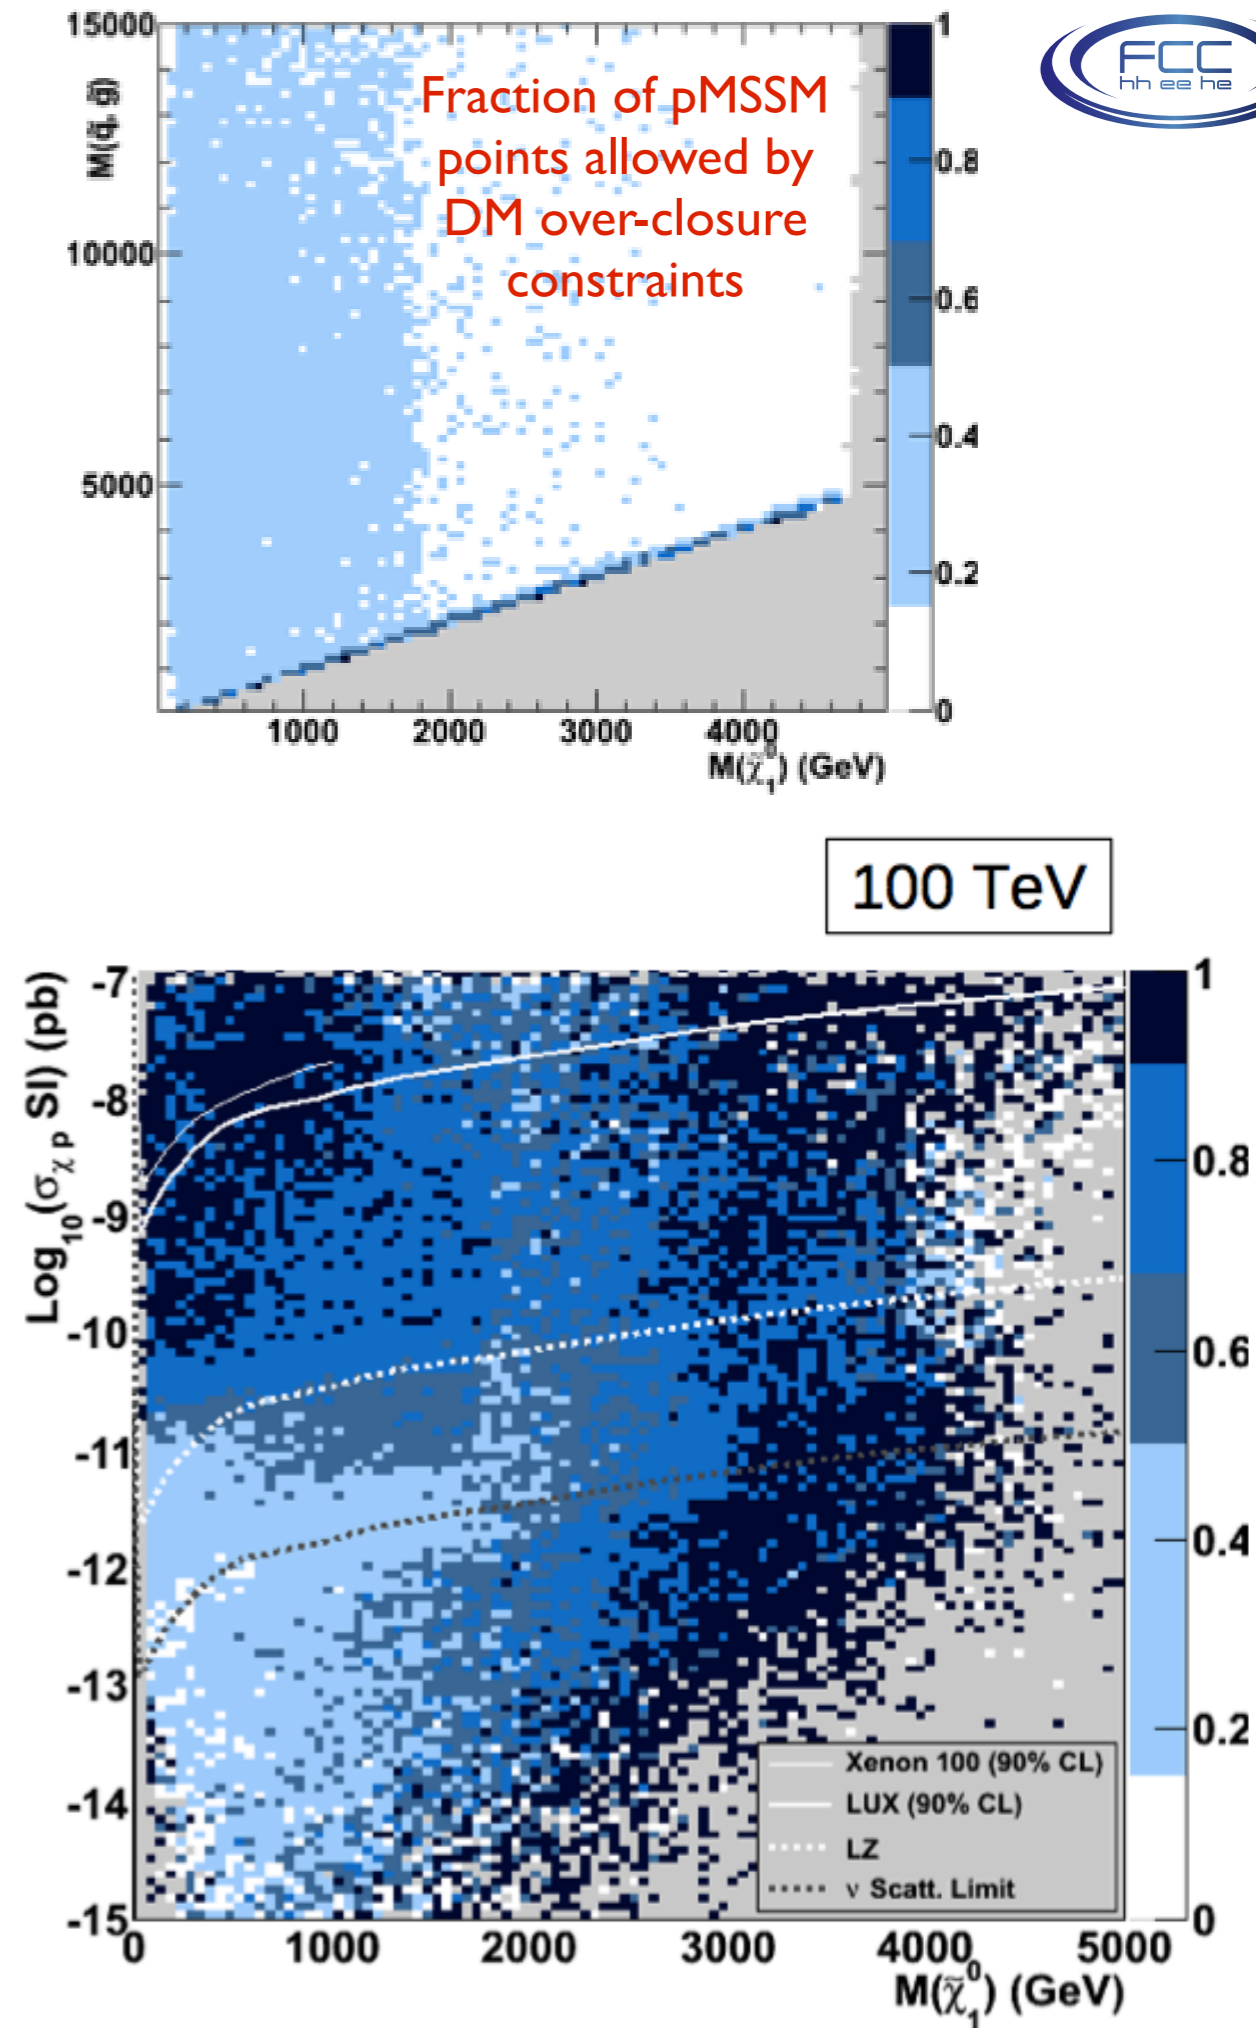 15000
1
FCC
hh ee he
Fraction of pMSSM
points allowed by
DM over-closure
constraints
M(q̃, g̃)
0.8
10000
0.6
0.4
5000
0.2
0
1000 2000 3000 4000
M(χ̃₁⁰) (GeV)
100 TeV
Log₁₀(σ_χ p SI) (pb)
-7
-8
-9
-10
-11
-12
-13
-14
-15
1
0.8
0.6
0.4
0.2
0
Xenon 100 (90% CL)
LUX (90% CL)
LZ
ν Scatt. Limit
0 1000 2000 3000 4000 5000
M(χ̃₁⁰) (GeV)